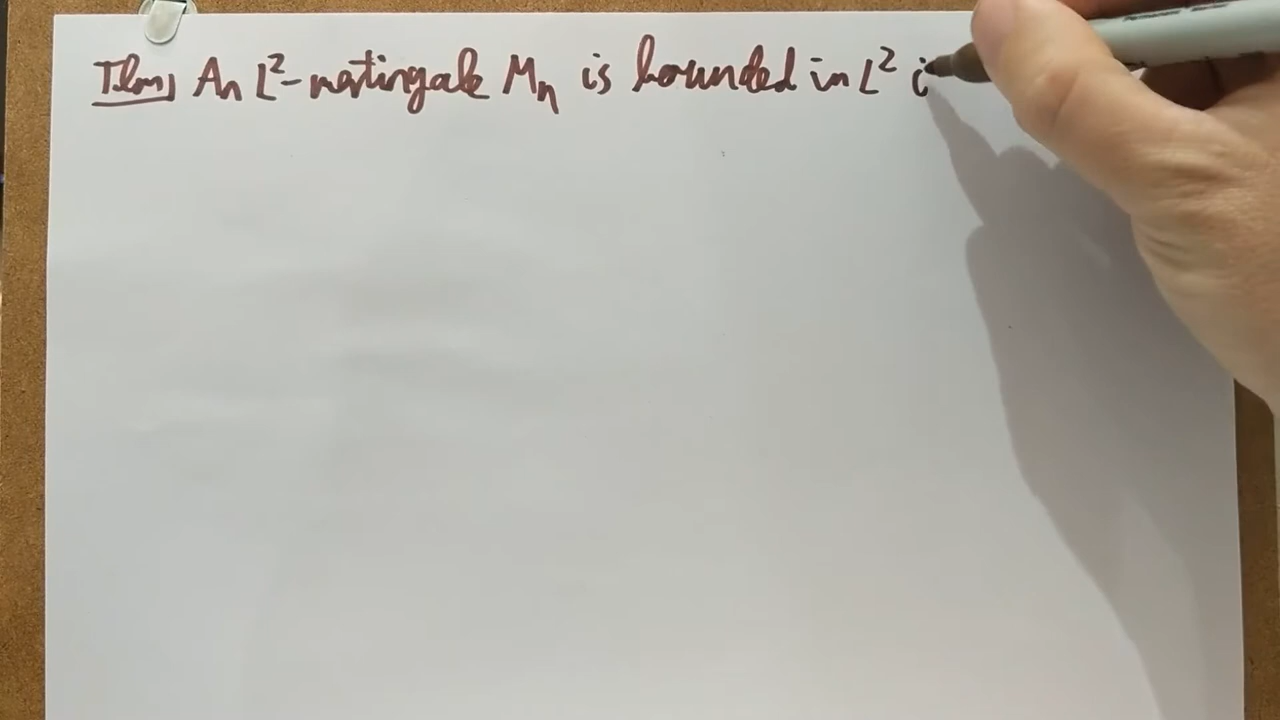 Thm) An L²-martingale Mₙ is bounded in L² i